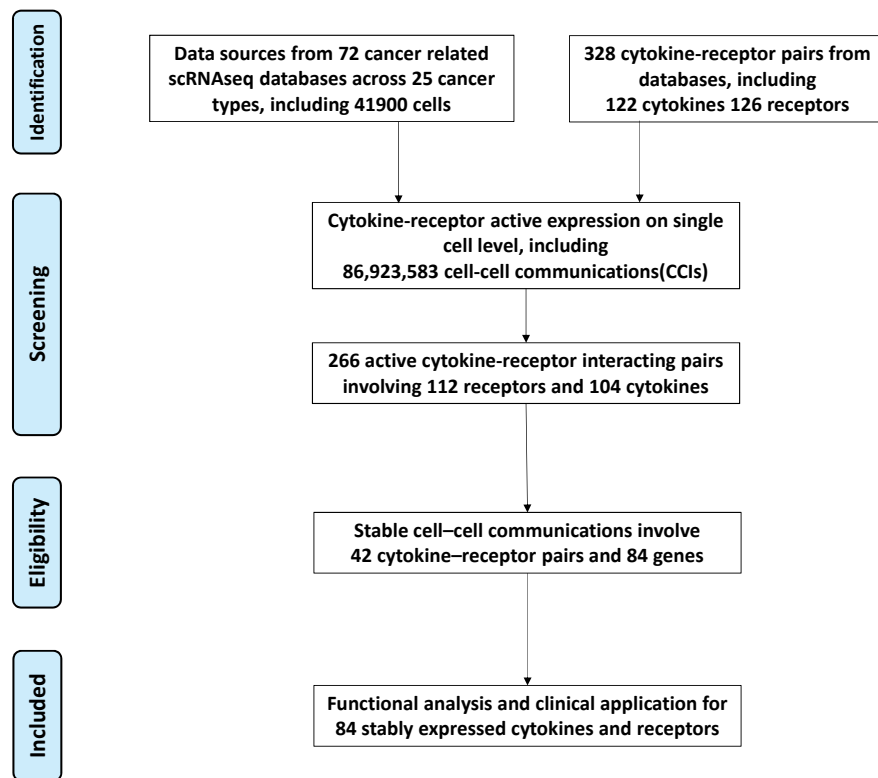 Identification
Data sources from 72 cancer related
scRNAseq databases across 25 cancer
types, including 41900 cells
328 cytokine-receptor pairs from
databases, including
122 cytokines 126 receptors
Screening
Cytokine-receptor active expression on single
cell level, including
86,923,583 cell-cell communications(CCIs)
266 active cytokine-receptor interacting pairs
involving 112 receptors and 104 cytokines
Eligibility
Stable cell–cell communications involve
42 cytokine–receptor pairs and 84 genes
Included
Functional analysis and clinical application for
84 stably expressed cytokines and receptors